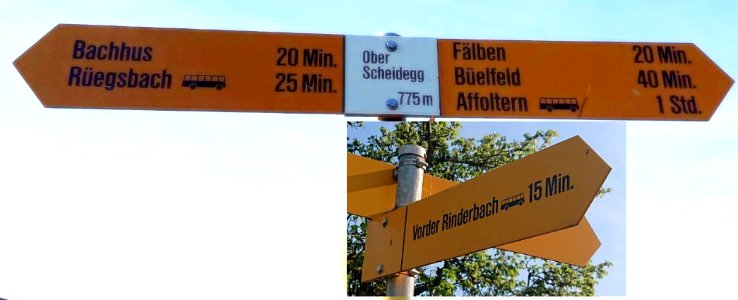 Bachhus 20 Min.
Rüegsbach 25 Min.
Ober
Scheidegg
775 m
Fälben 20 Min.
Büelfeld 40 Min.
Affoltern 1 Std.
Vorder Rinderbach 15 Min.